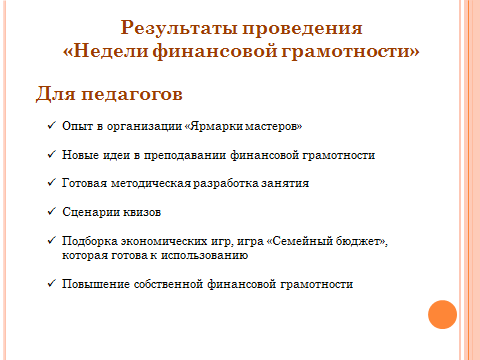 Результаты проведения
«Недели финансовой грамотности»
Для педагогов
✓ Опыт в организации «Ярмарки мастеров»
✓ Новые идеи в преподавании финансовой грамотности
✓ Готовая методическая разработка занятия
✓ Сценарии квизов
✓ Подборка экономических игр, игра «Семейный бюджет»,
которая готова к использованию
✓ Повышение собственной финансовой грамотности